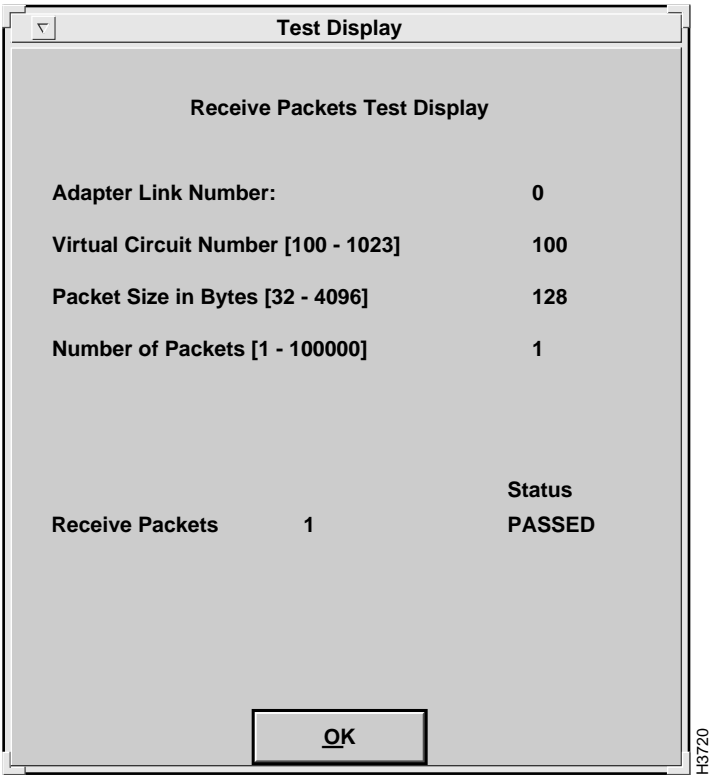 Test Display
Receive Packets Test Display
Adapter Link Number: 0
Virtual Circuit Number [100 - 1023] 100
Packet Size in Bytes [32 - 4096] 128
Number of Packets [1 - 100000] 1
Status
Receive Packets 1 PASSED
OK
H3720